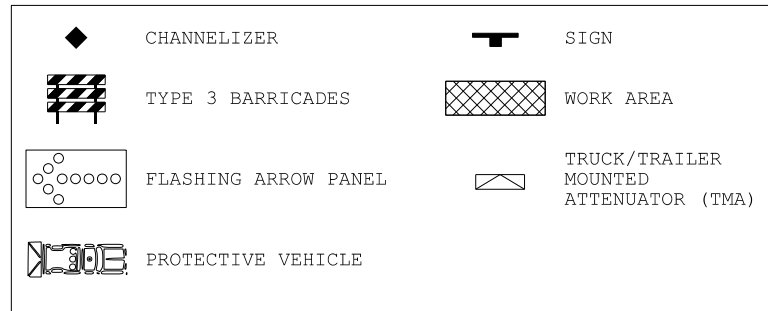 CHANNELIZER
SIGN
TYPE 3 BARRICADES
WORK AREA
FLASHING ARROW PANEL
TRUCK/TRAILER
MOUNTED
ATTENUATOR (TMA)
PROTECTIVE VEHICLE